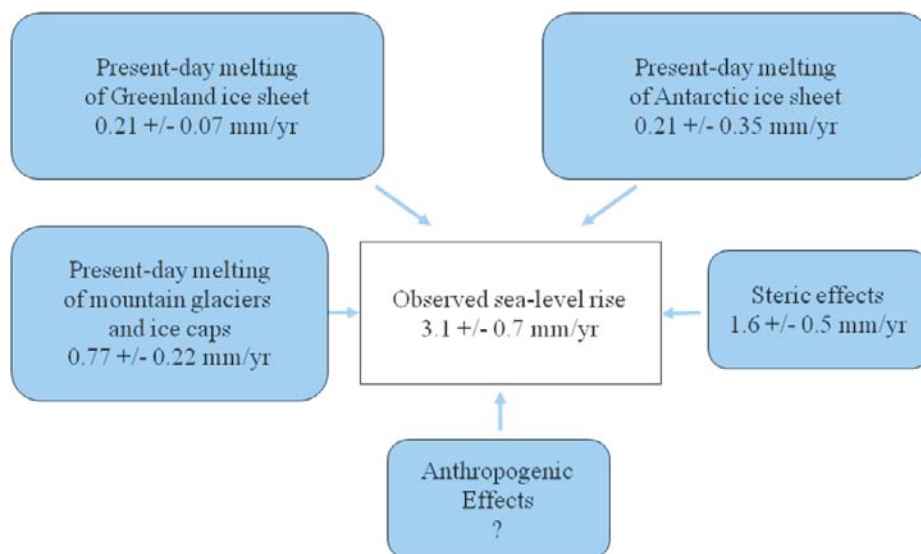 Present-day melting
of Greenland ice sheet
0.21 +/- 0.07 mm/yr
Present-day melting
of Antarctic ice sheet
0.21 +/- 0.35 mm/yr
Present-day melting
of mountain glaciers
and ice caps
0.77 +/- 0.22 mm/yr
Observed sea-level rise
3.1 +/- 0.7 mm/yr
Steric effects
1.6 +/- 0.5 mm/yr
Anthropogenic
Effects
?